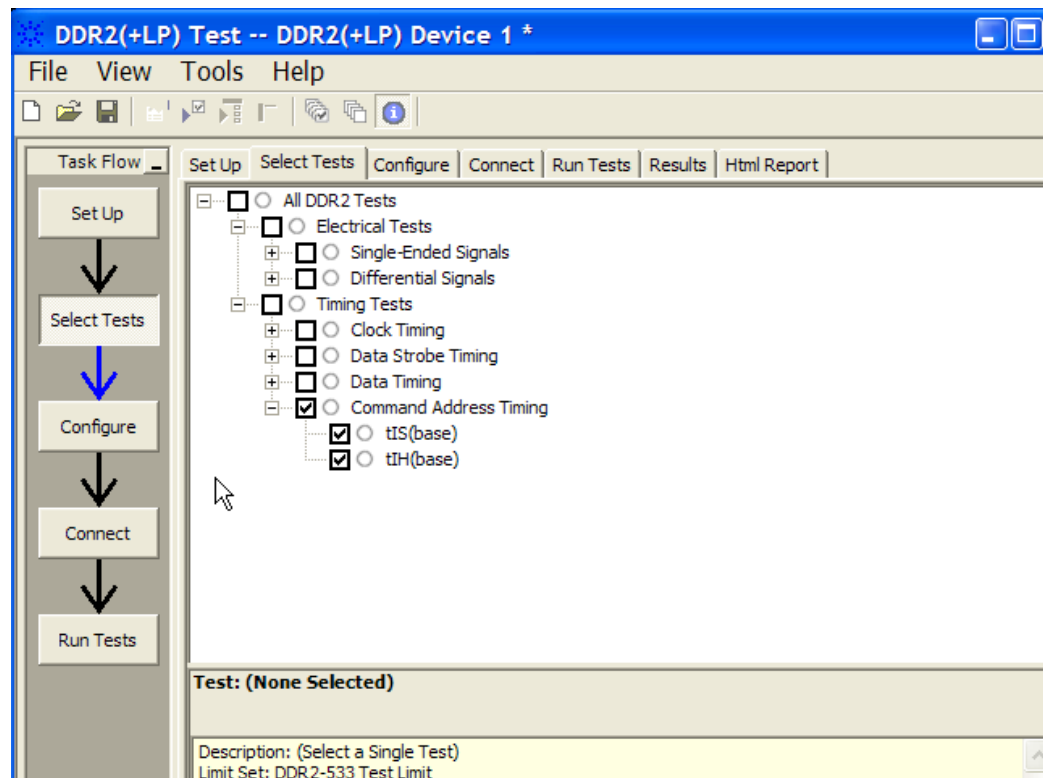 DDR2(+LP) Test -- DDR2(+LP) Device 1 *
File View Tools Help
Task Flow
Set Up Select Tests Configure Connect Run Tests Results Html Report
Set Up
Select Tests
Configure
Connect
Run Tests
All DDR2 Tests
Electrical Tests
Single-Ended Signals
Differential Signals
Timing Tests
Clock Timing
Data Strobe Timing
Data Timing
Command Address Timing
tIS(base)
tIH(base)
Test: (None Selected)
Description: (Select a Single Test)
Limit Set: DDR2-533 Test Limit